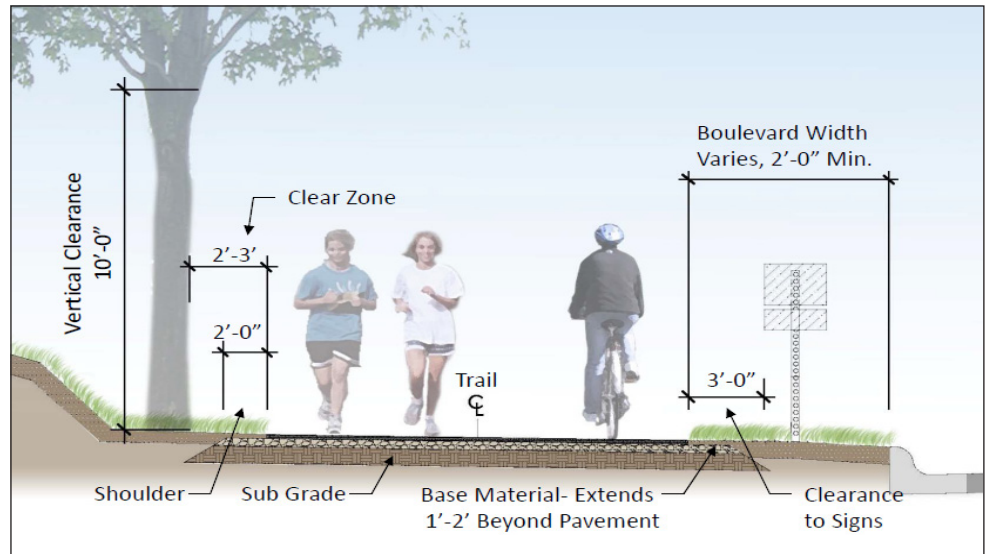 Boulevard Width
Varies, 2’-0” Min.
Clear Zone
Vertical Clearance
10’-0”
2’-3’
2’-0”
Trail
℄
3’-0”
Shoulder
Sub Grade
Base Material- Extends
1’-2’ Beyond Pavement
Clearance
to Signs